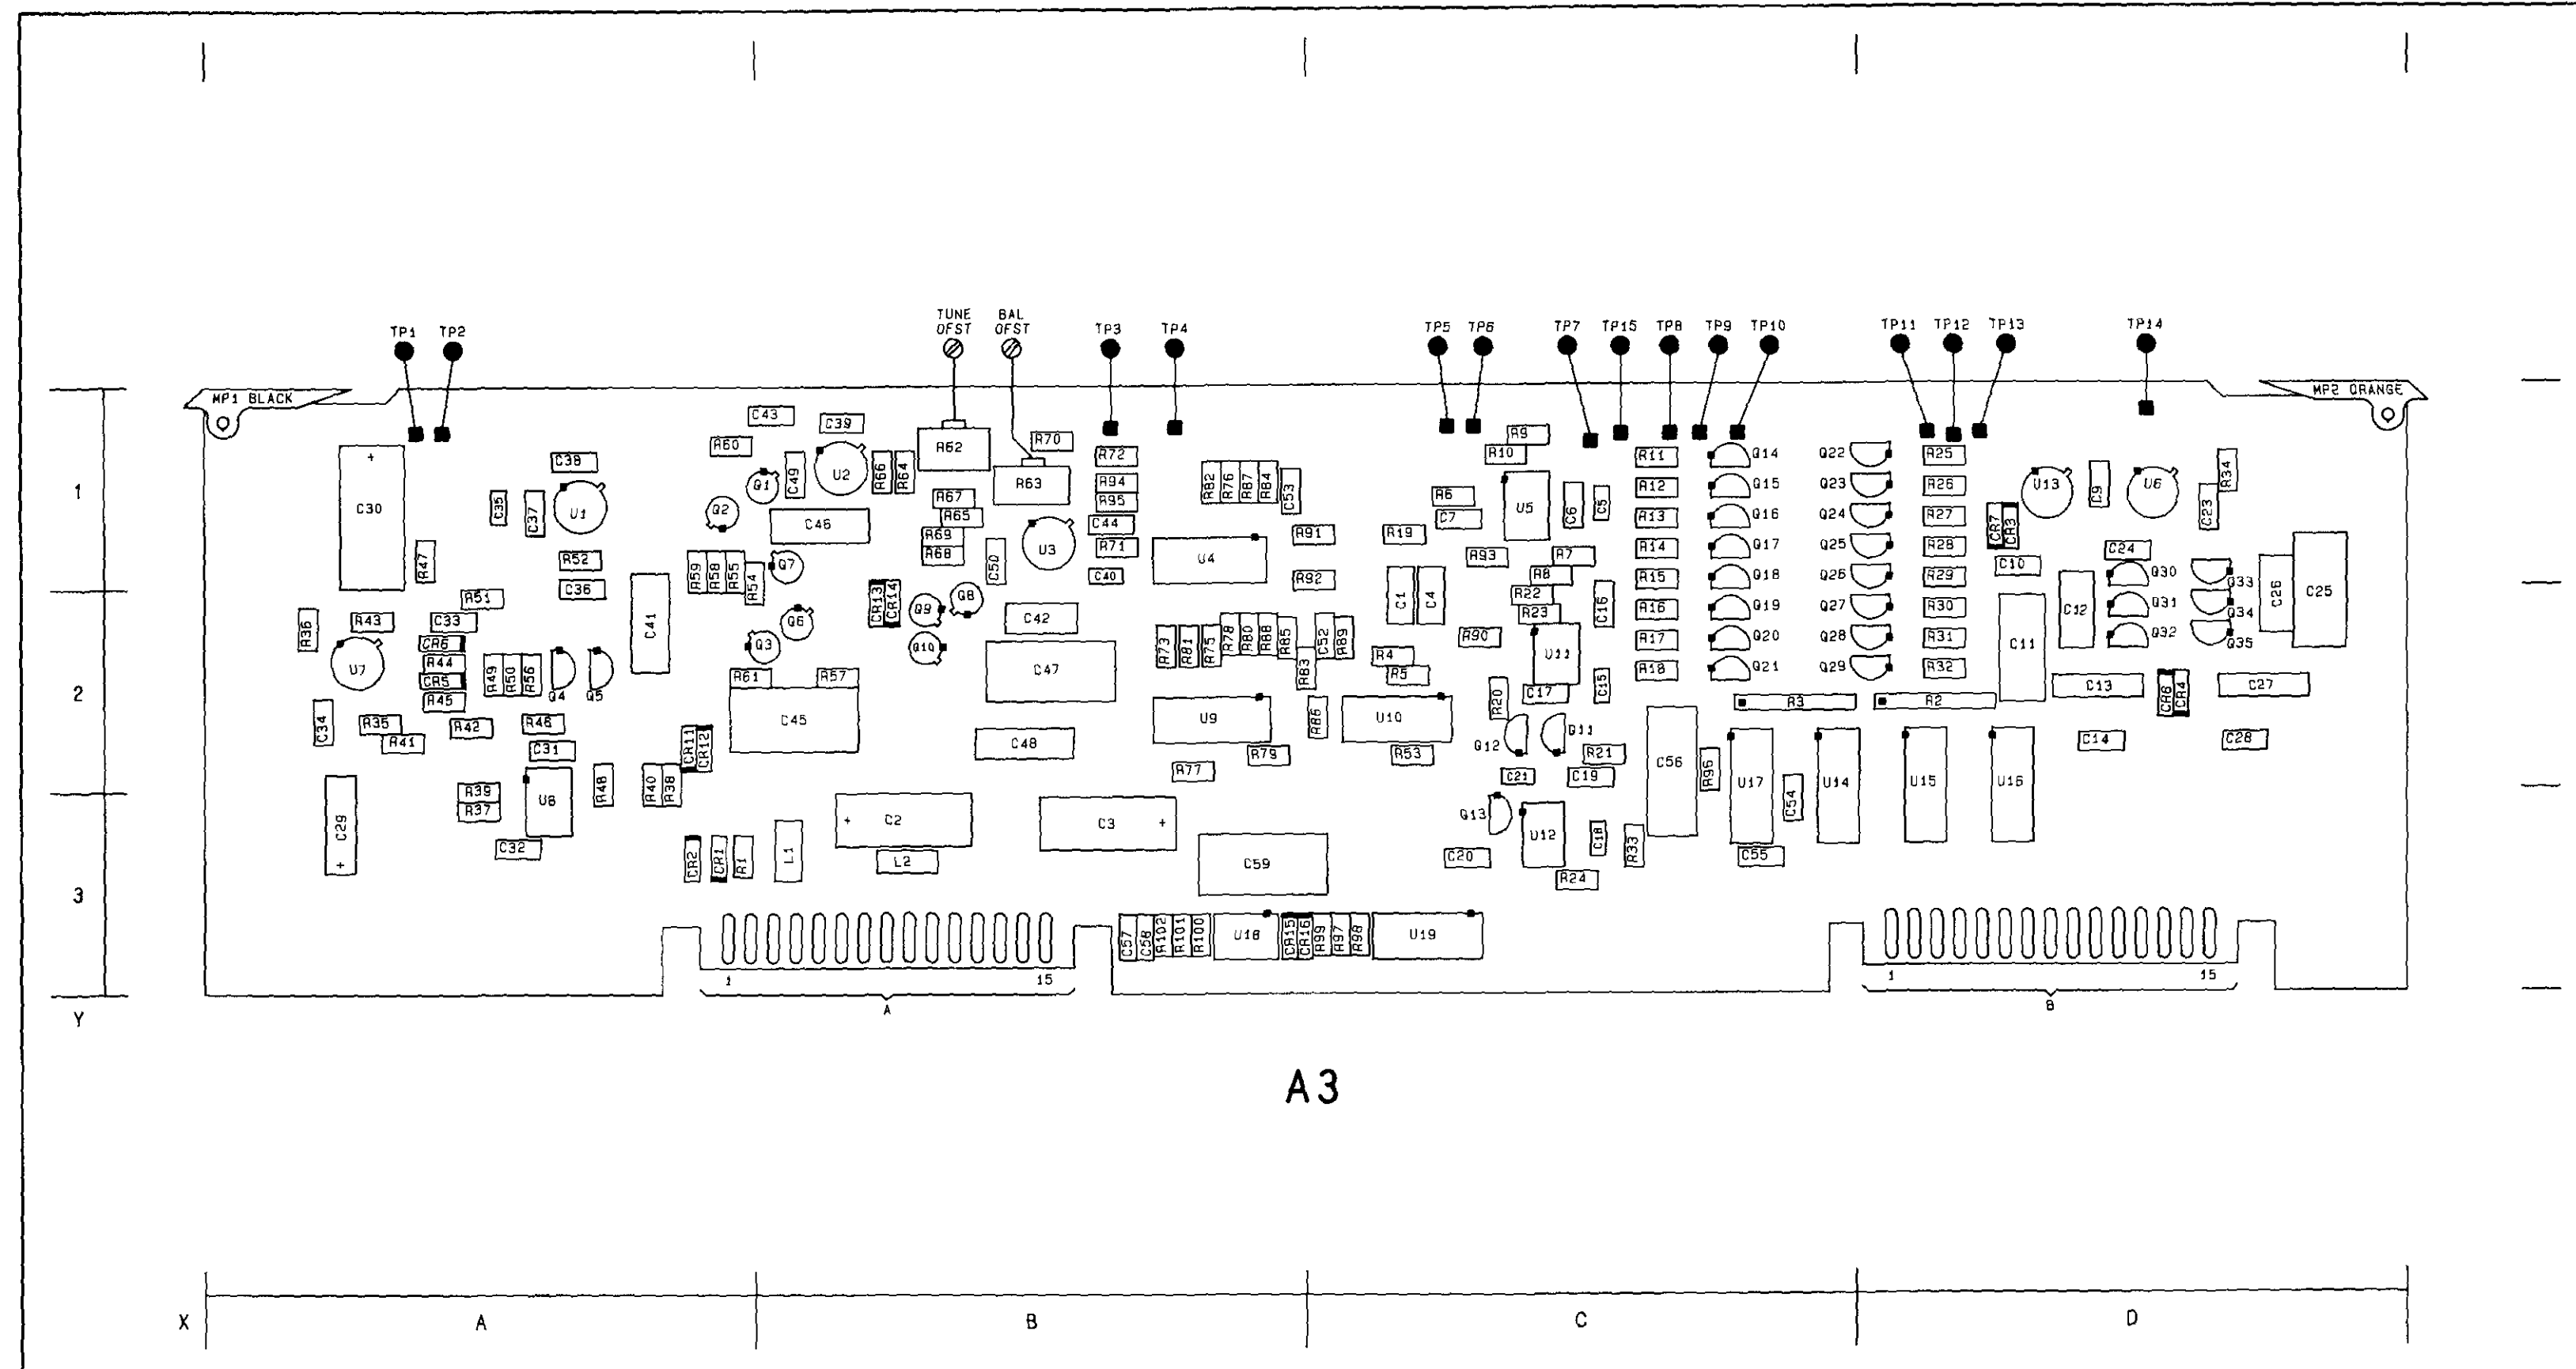 TUNE OFST BAL OFST
TP1 TP2 TP3 TP4 TP5 TP6 TP7 TP15 TP8 TP9 TP10 TP11 TP12 TP13 TP14
MP1 BLACK MP2 ORANGE
C43 C39 R62 R70 R9
R60 R72 R10 R11 Q14 Q22 R25
C38 Q1 C49 U2 R66 R64 R63 R94 R82 R76 R87 R84 C53 R12 Q15 Q23 R26 U13 C9 U6 R34
1
C30 C35 C37 U1 Q2 C46 R67 R65 R95 R6 C7 U5 C6 C5 R13 Q16 Q24 R27 C23
R69 R68 C50 U3 C44 R71 U4 R91 R19 R93 R7 R14 Q17 Q25 R28 CR7 CR3 C24
R47 R52 R59 R58 R55 R54 Q7 C40 R92 R8 R15 Q18 Q26 R29 C10 Q30 Q33
R51 C36 CR13 CR14 Q9 Q8 C1 C4 R22 C16 R16 Q19 Q27 R30 C12 Q31 Q34 C26 C25
R36 R43 C33 C41 Q6 C42 R23
CR6 U7 R44 Q3 Q10 R73 R81 R75 R78 R80 R88 R85 C52 R89 R90 R17 Q20 Q28 R31 C11 Q32 Q35
CR5 R49 R50 R56 Q4 Q5 R61 R57 C47 R83 R4 R5 U11 R18 Q21 Q29 R32
2
R45 C45 R20 C17 C15 R3 R2 C13 CR8 CR4 C27
C34 R35 R42 R46 U9 R86 U10
R41 C31 CR11 CR12 C48 R79 R53 Q12 Q11 R21 C14 C28
R39 U8 R48 R40 R38 R77 C21 C19 C56 R96 U17 U14 U15 U16
C29 R37 C2 C3 Q13 U12 C18 C54
+ + + +
C32 CR2 CR1 R1 L1 L2 C59 C20 R33 C55
R24
3
C57 C58 R102 R101 R100 U18 CR15 CR16 R99 R97 R98 U19
1 15 1 15
A B
Y
A3
X A B C D